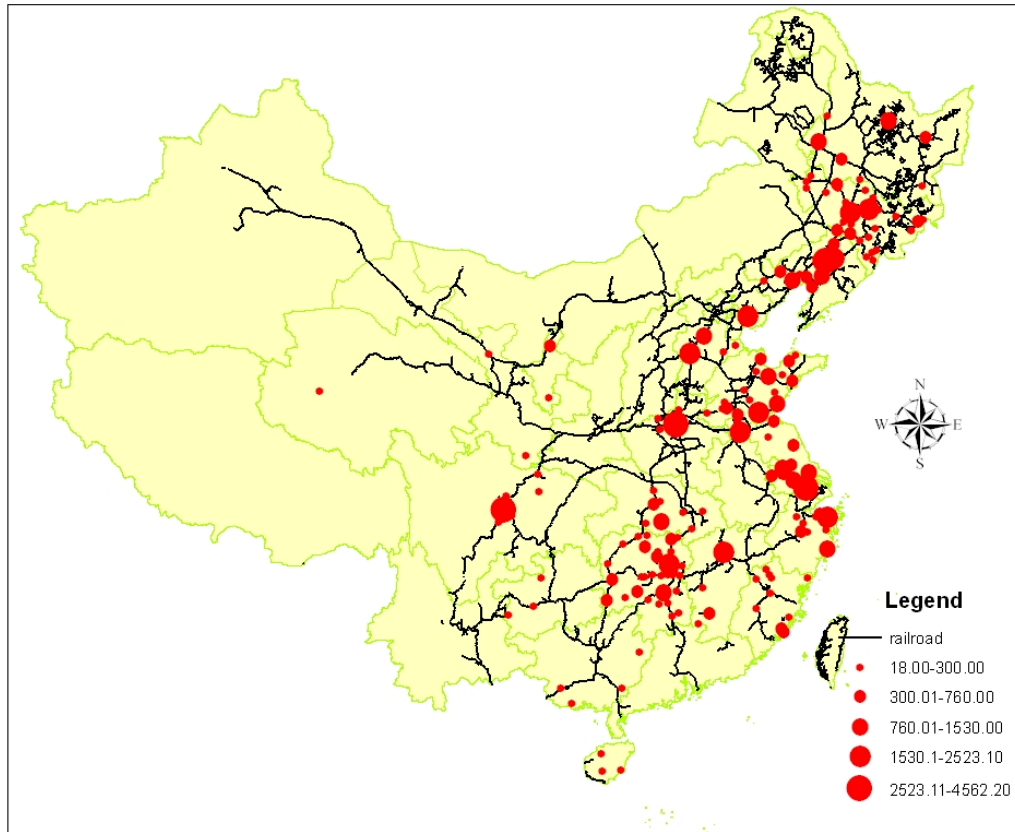 N
W E
S
Legend
railroad
18.00-300.00
300.01-760.00
760.01-1530.00
1530.1-2523.10
2523.11-4562.20